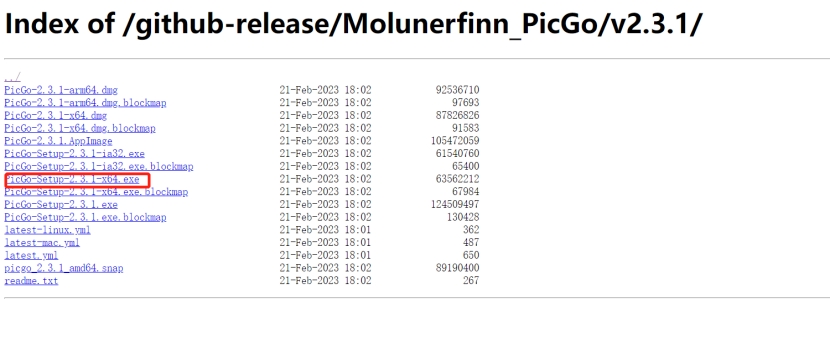 Index of /github-release/Molunerfinn_PicGo/v2.3.1/
../
PicGo-2.3.1-arm64.dmg 21-Feb-2023 18:02 92536710
PicGo-2.3.1-arm64.dmg.blockmap 21-Feb-2023 18:02 97693
PicGo-2.3.1-x64.dmg 21-Feb-2023 18:02 87826826
PicGo-2.3.1-x64.dmg.blockmap 21-Feb-2023 18:02 91583
PicGo-2.3.1.AppImage 21-Feb-2023 18:02 105472059
PicGo-Setup-2.3.1-ia32.exe 21-Feb-2023 18:02 61540760
PicGo-Setup-2.3.1-ia32.exe.blockmap 21-Feb-2023 18:02 65400
PicGo-Setup-2.3.1-x64.exe 21-Feb-2023 18:02 63562212
PicGo-Setup-2.3.1-x64.exe.blockmap 21-Feb-2023 18:02 67984
PicGo-Setup-2.3.1.exe 21-Feb-2023 18:02 124509497
PicGo-Setup-2.3.1.exe.blockmap 21-Feb-2023 18:02 130428
latest-linux.yml 21-Feb-2023 18:01 362
latest-mac.yml 21-Feb-2023 18:01 487
latest.yml 21-Feb-2023 18:01 650
picgo_2.3.1_amd64.snap 21-Feb-2023 18:02 89190400
readme.txt 21-Feb-2023 18:02 267